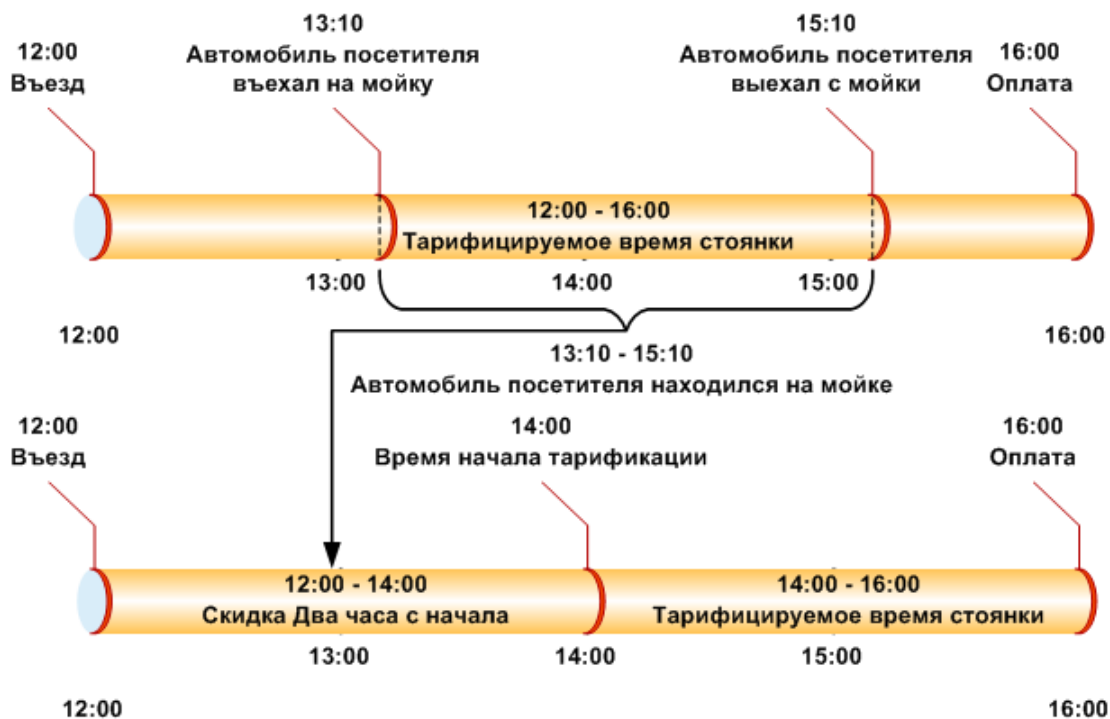 13:10
Автомобиль посетителя
въехал на мойку
15:10
Автомобиль посетителя
выехал с мойки
12:00
Въезд
16:00
Оплата
12:00 - 16:00
Тарифицируемое время стоянки
13:00
14:00
15:00
12:00
16:00
13:10 - 15:10
Автомобиль посетителя находился на мойке
12:00
Въезд
14:00
Время начала тарификации
16:00
Оплата
12:00 - 14:00
Скидка Два часа с начала
14:00 - 16:00
Тарифицируемое время стоянки
13:00
14:00
15:00
12:00
16:00